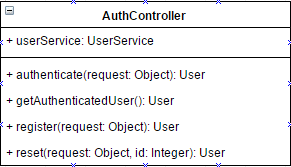 AuthController
+ userService: UserService
+ authenticate(request: Object): User
+ getAuthenticatedUser(): User
+ register(request: Object): User
+ reset(request: Object, id: Integer): User